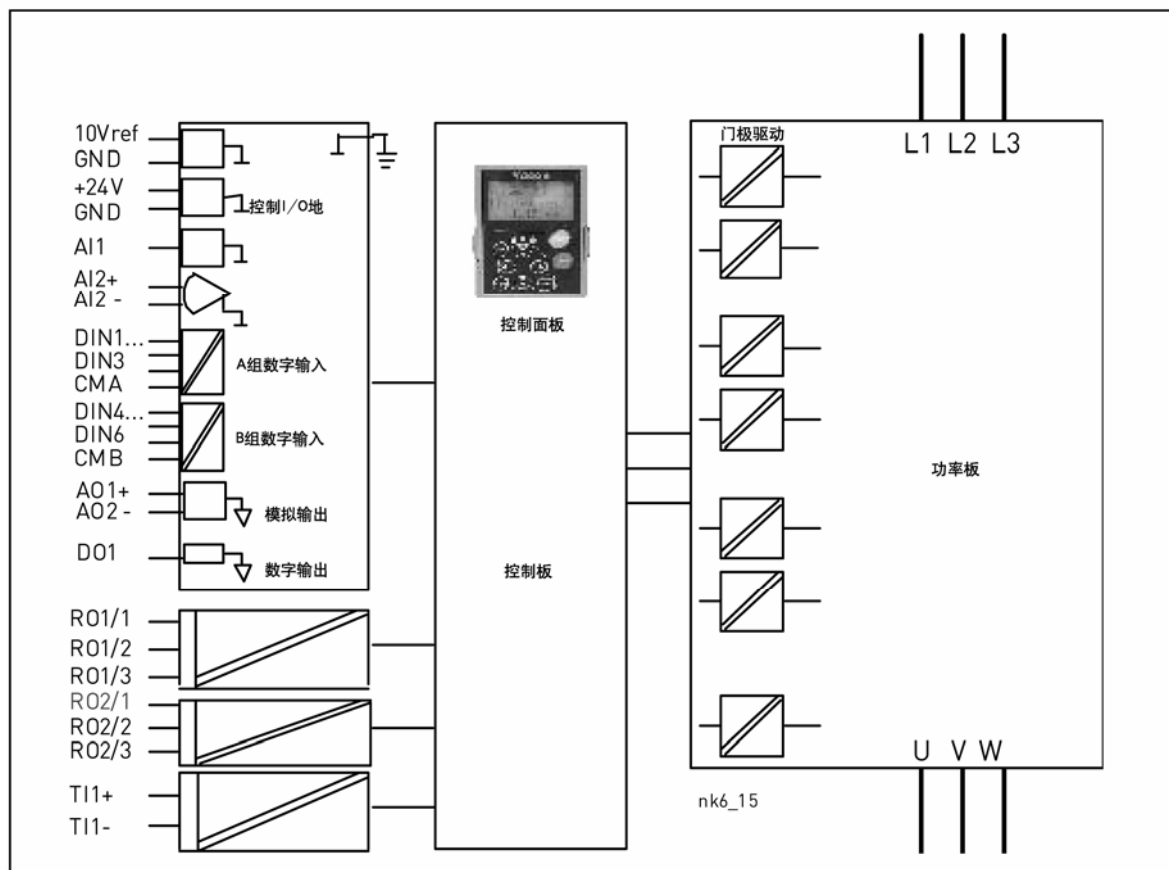 10Vref
GND
+24V
GND
控制I/O地
AI1
AI2+
AI2 -
DIN1...
DIN3
CMA
A组数字输入
DIN4...
DIN6
CMB
B组数字输入
AO1+
AO2-
模拟输出
DO1
数字输出
RO1/1
RO1/2
RO1/3
RO2/1
RO2/2
RO2/3
TI1+
TI1-
控制面板
控制板
门极驱动
L1 L2 L3
功率板
U V W
nk6_15